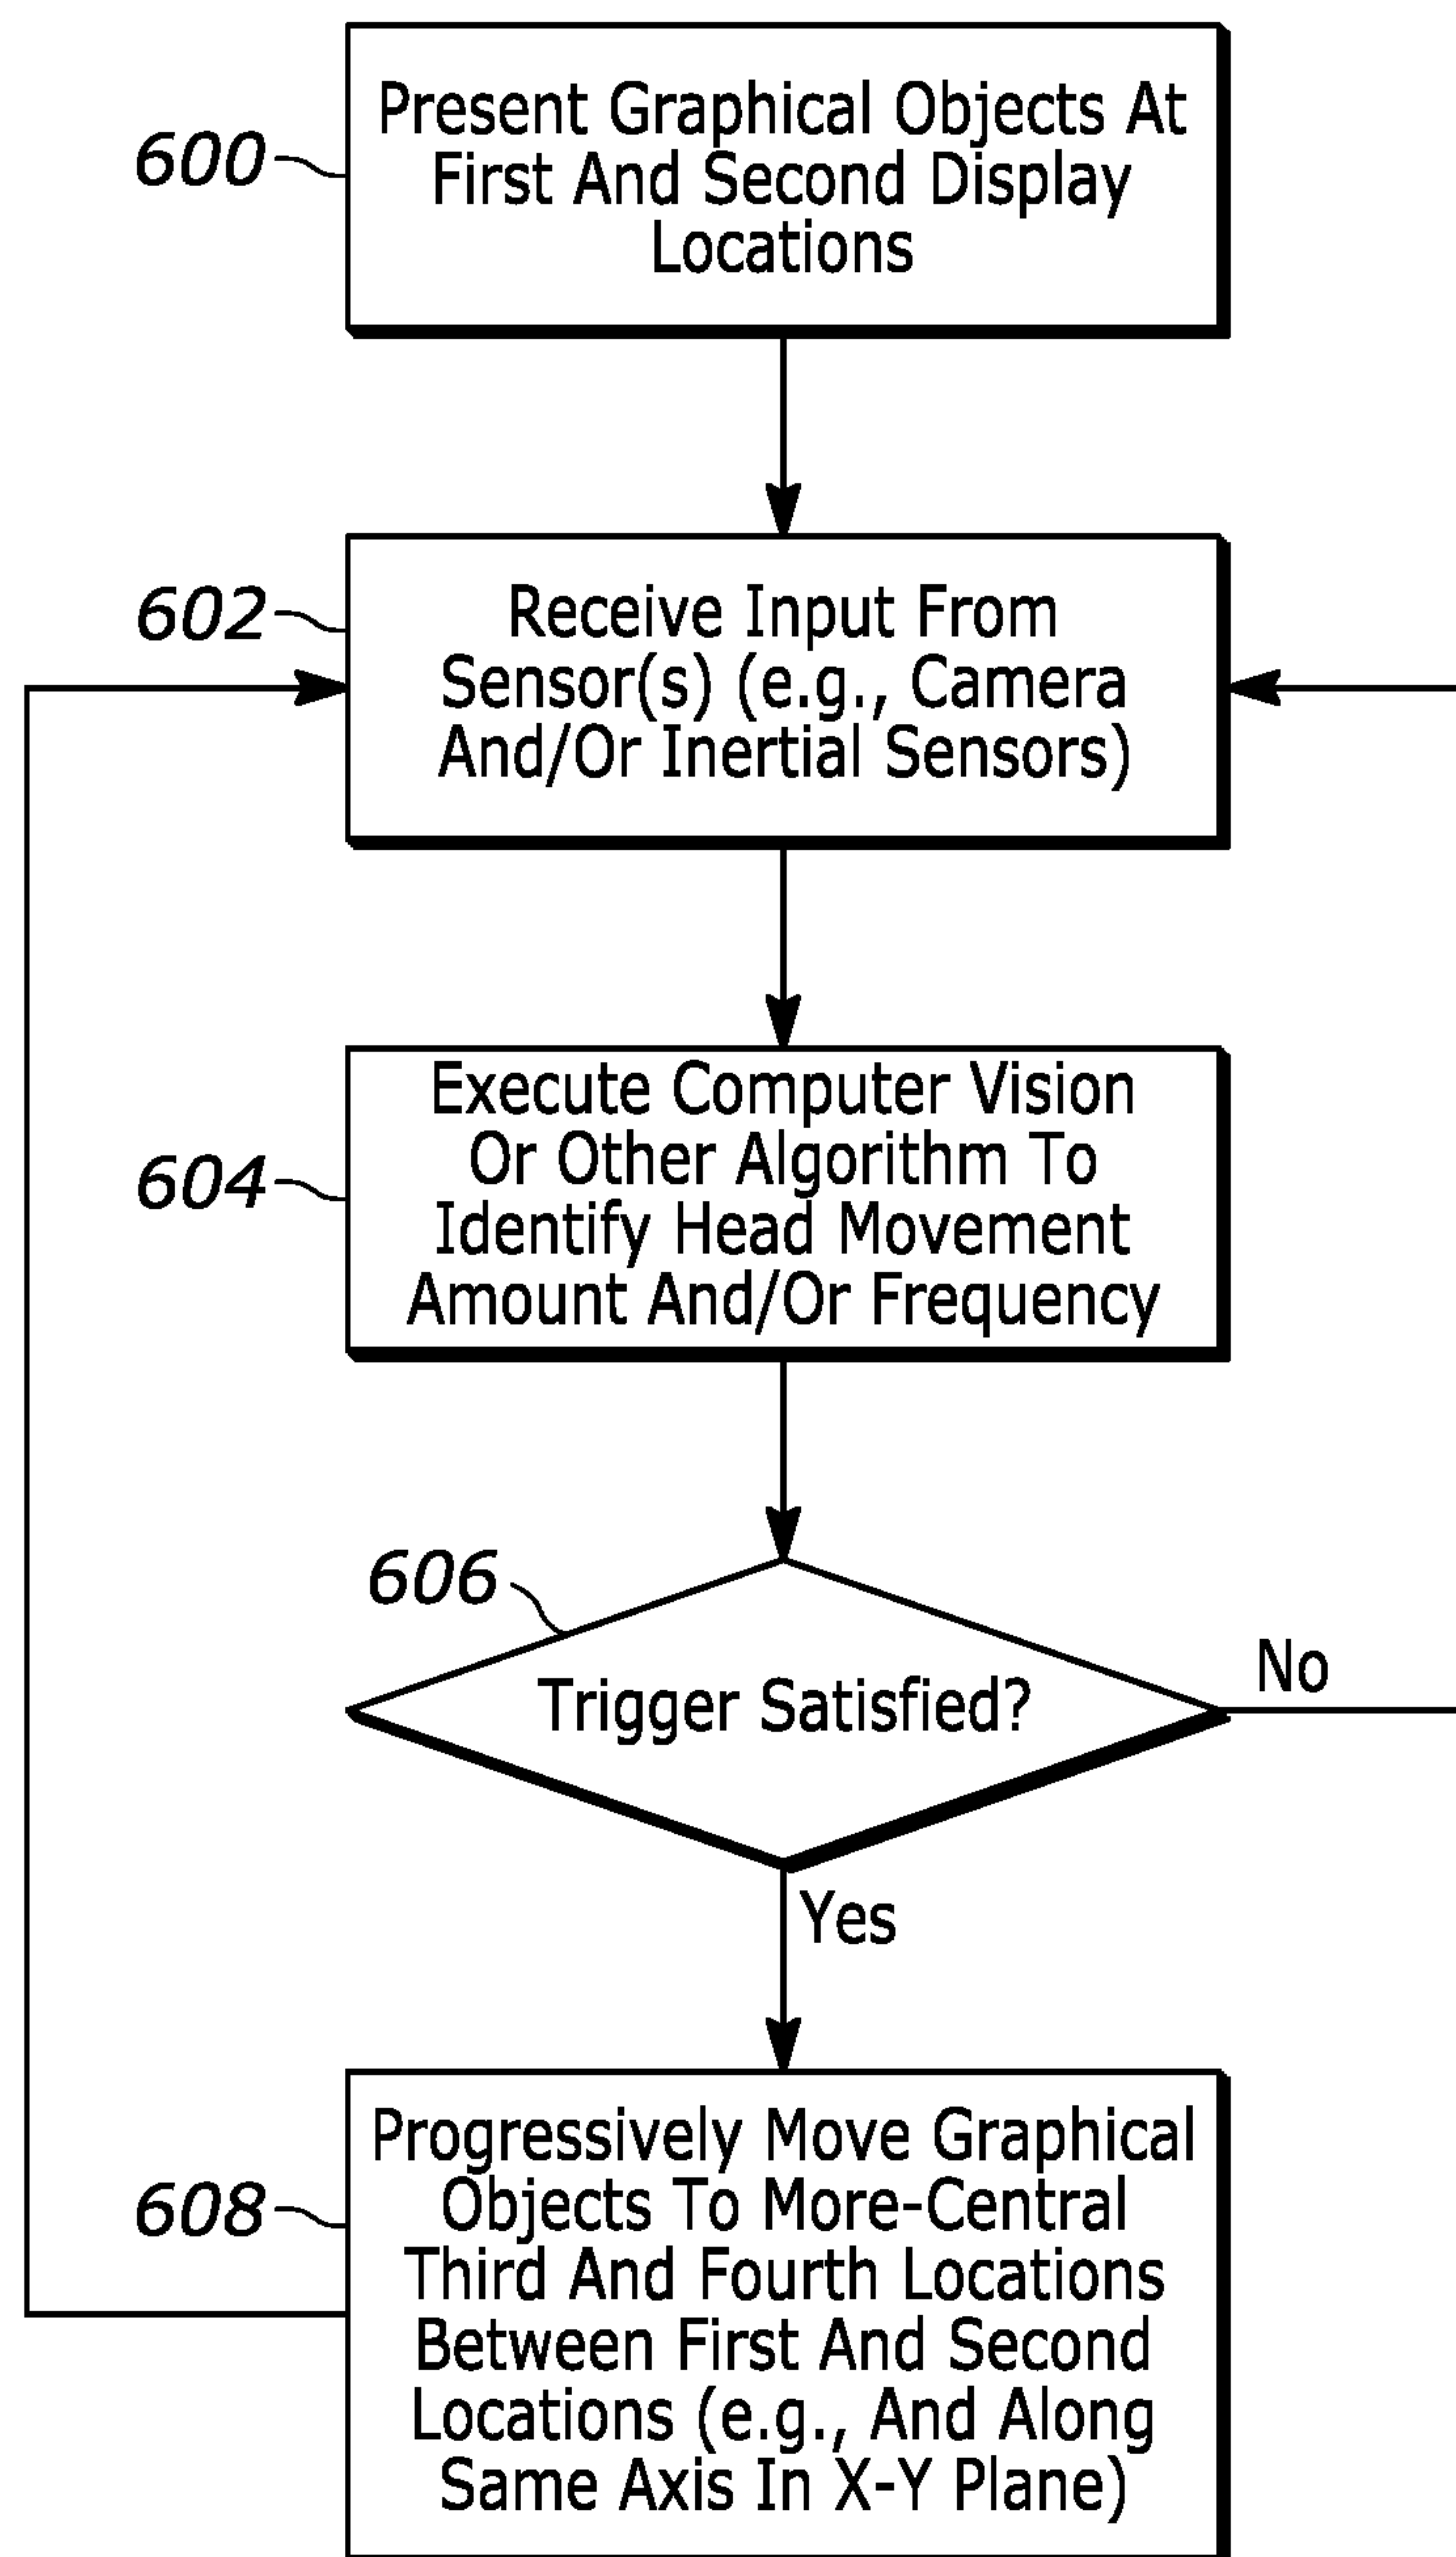 600
Present Graphical Objects At
First And Second Display
Locations
602
Receive Input From
Sensor(s) (e.g., Camera
And/Or Inertial Sensors)
604
Execute Computer Vision
Or Other Algorithm To
Identify Head Movement
Amount And/Or Frequency
606
Trigger Satisfied?
No
Yes
608
Progressively Move Graphical
Objects To More-Central
Third And Fourth Locations
Between First And Second
Locations (e.g., And Along
Same Axis In X-Y Plane)